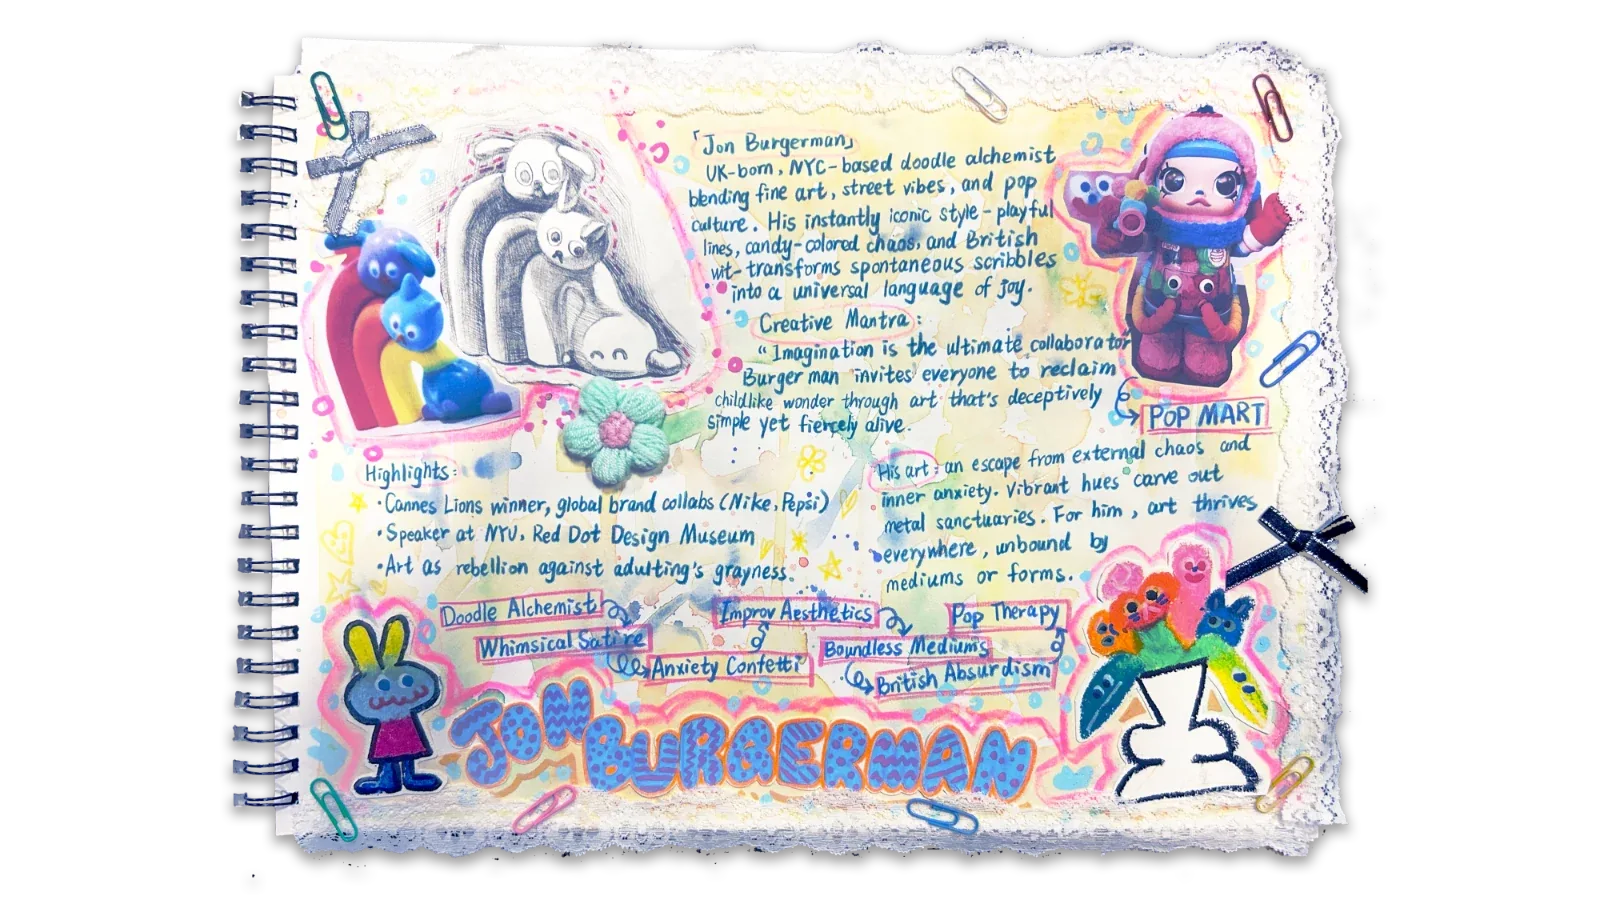 「Jon Burgerman」
UK-born, NYC-based doodle alchemist
blending fine art, street vibes, and pop
culture. His instantly iconic style-playful
lines, candy-colored chaos, and British
wit-transforms spontaneous scribbles
into a universal language of joy.
Creative Mantra:
"Imagination is the ultimate collaborator
Burgerman invites everyone to reclaim
childlike wonder through art that's deceptively
simple yet fiercely alive.
POP MART
Highlights:
·Cannes Lions winner, global brand collabs (Nike, Pepsi)
·Speaker at NYU, Red Dot Design Museum
·Art as rebellion against adulting's grayness.
His art: an escape from external chaos and
inner anxiety. Vibrant hues carve out
metal sanctuaries. For him, art thrives
everywhere, unbound by
mediums or forms.
Doodle Alchemist
Whimsical Satire
Anxiety Confetti
Improv Aesthetics
Boundless Mediums
British Absurdism
Pop Therapy
JON BURGERMAN